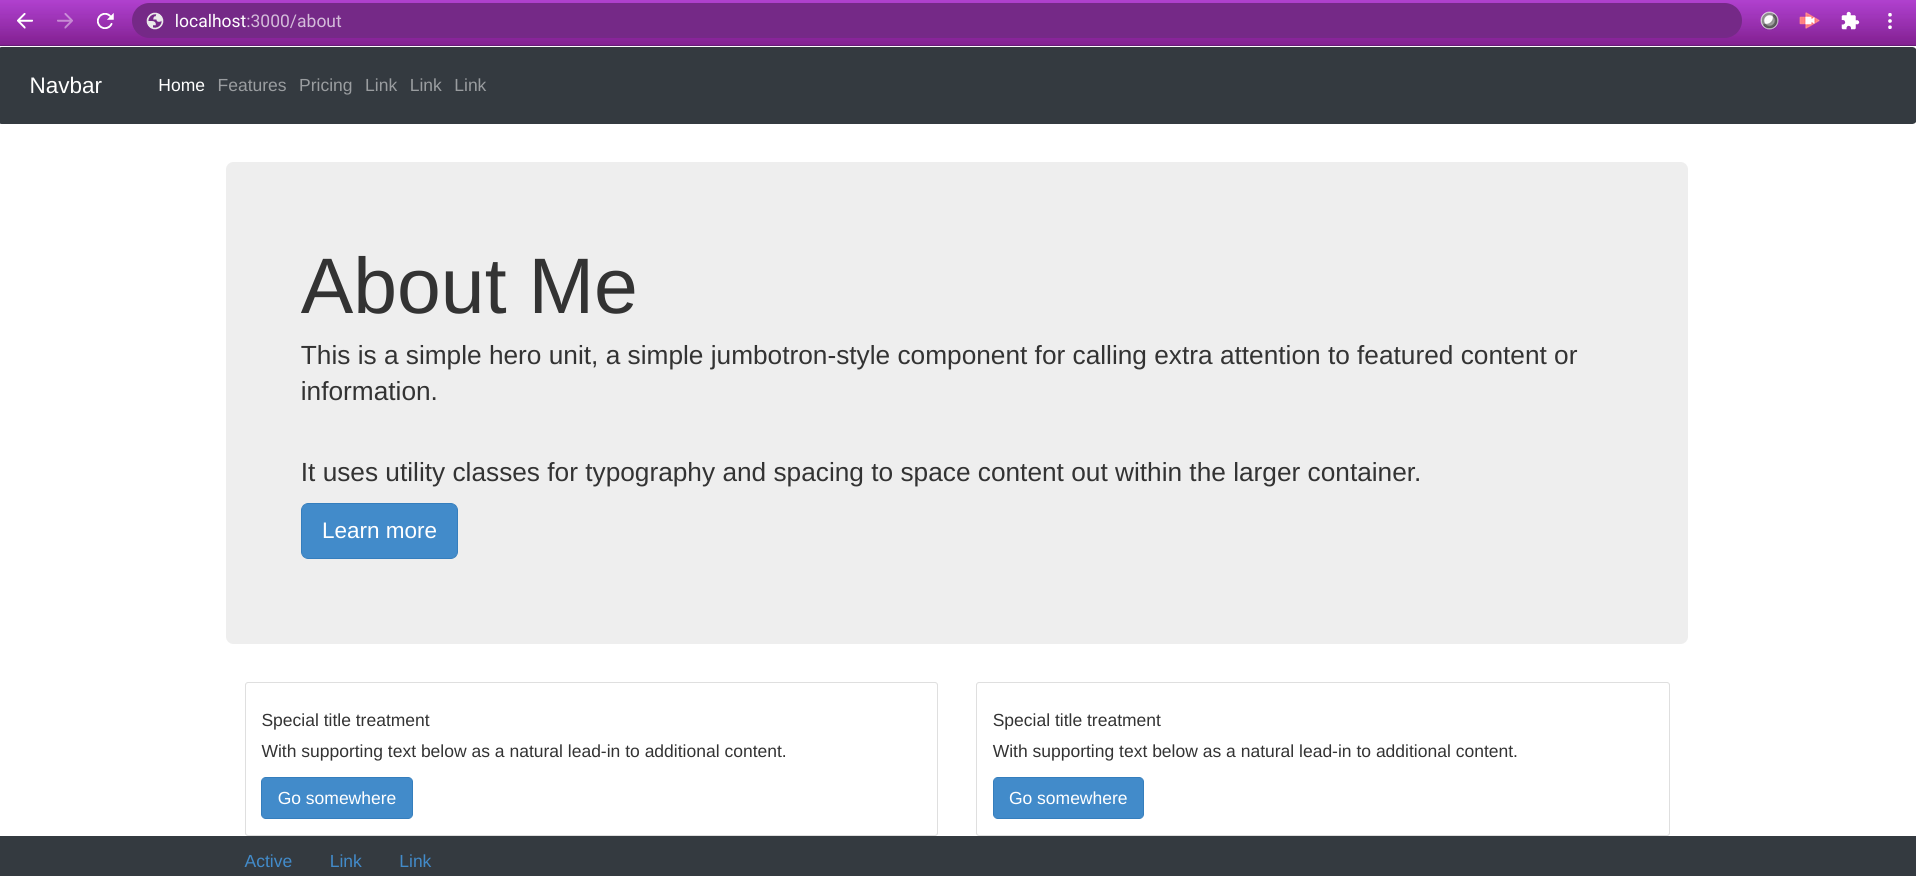 localhost:3000/about
Navbar Home Features Pricing Link Link Link
About Me
This is a simple hero unit, a simple jumbotron-style component for calling extra attention to featured content or
information.
It uses utility classes for typography and spacing to space content out within the larger container.
Learn more
Special title treatment
With supporting text below as a natural lead-in to additional content.
Go somewhere
Special title treatment
With supporting text below as a natural lead-in to additional content.
Go somewhere
Active Link Link